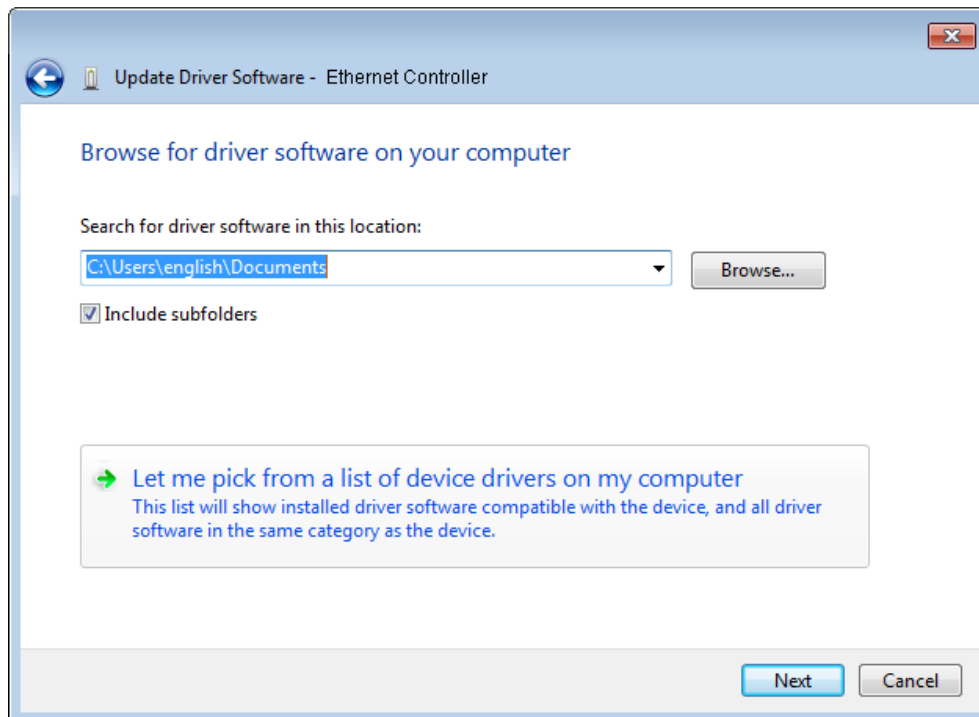 Update Driver Software - Ethernet Controller
Browse for driver software on your computer
Search for driver software in this location:
C:\Users\english\Documents
Browse...
Include subfolders
Let me pick from a list of device drivers on my computer
This list will show installed driver software compatible with the device, and all driver
software in the same category as the device.
Next
Cancel